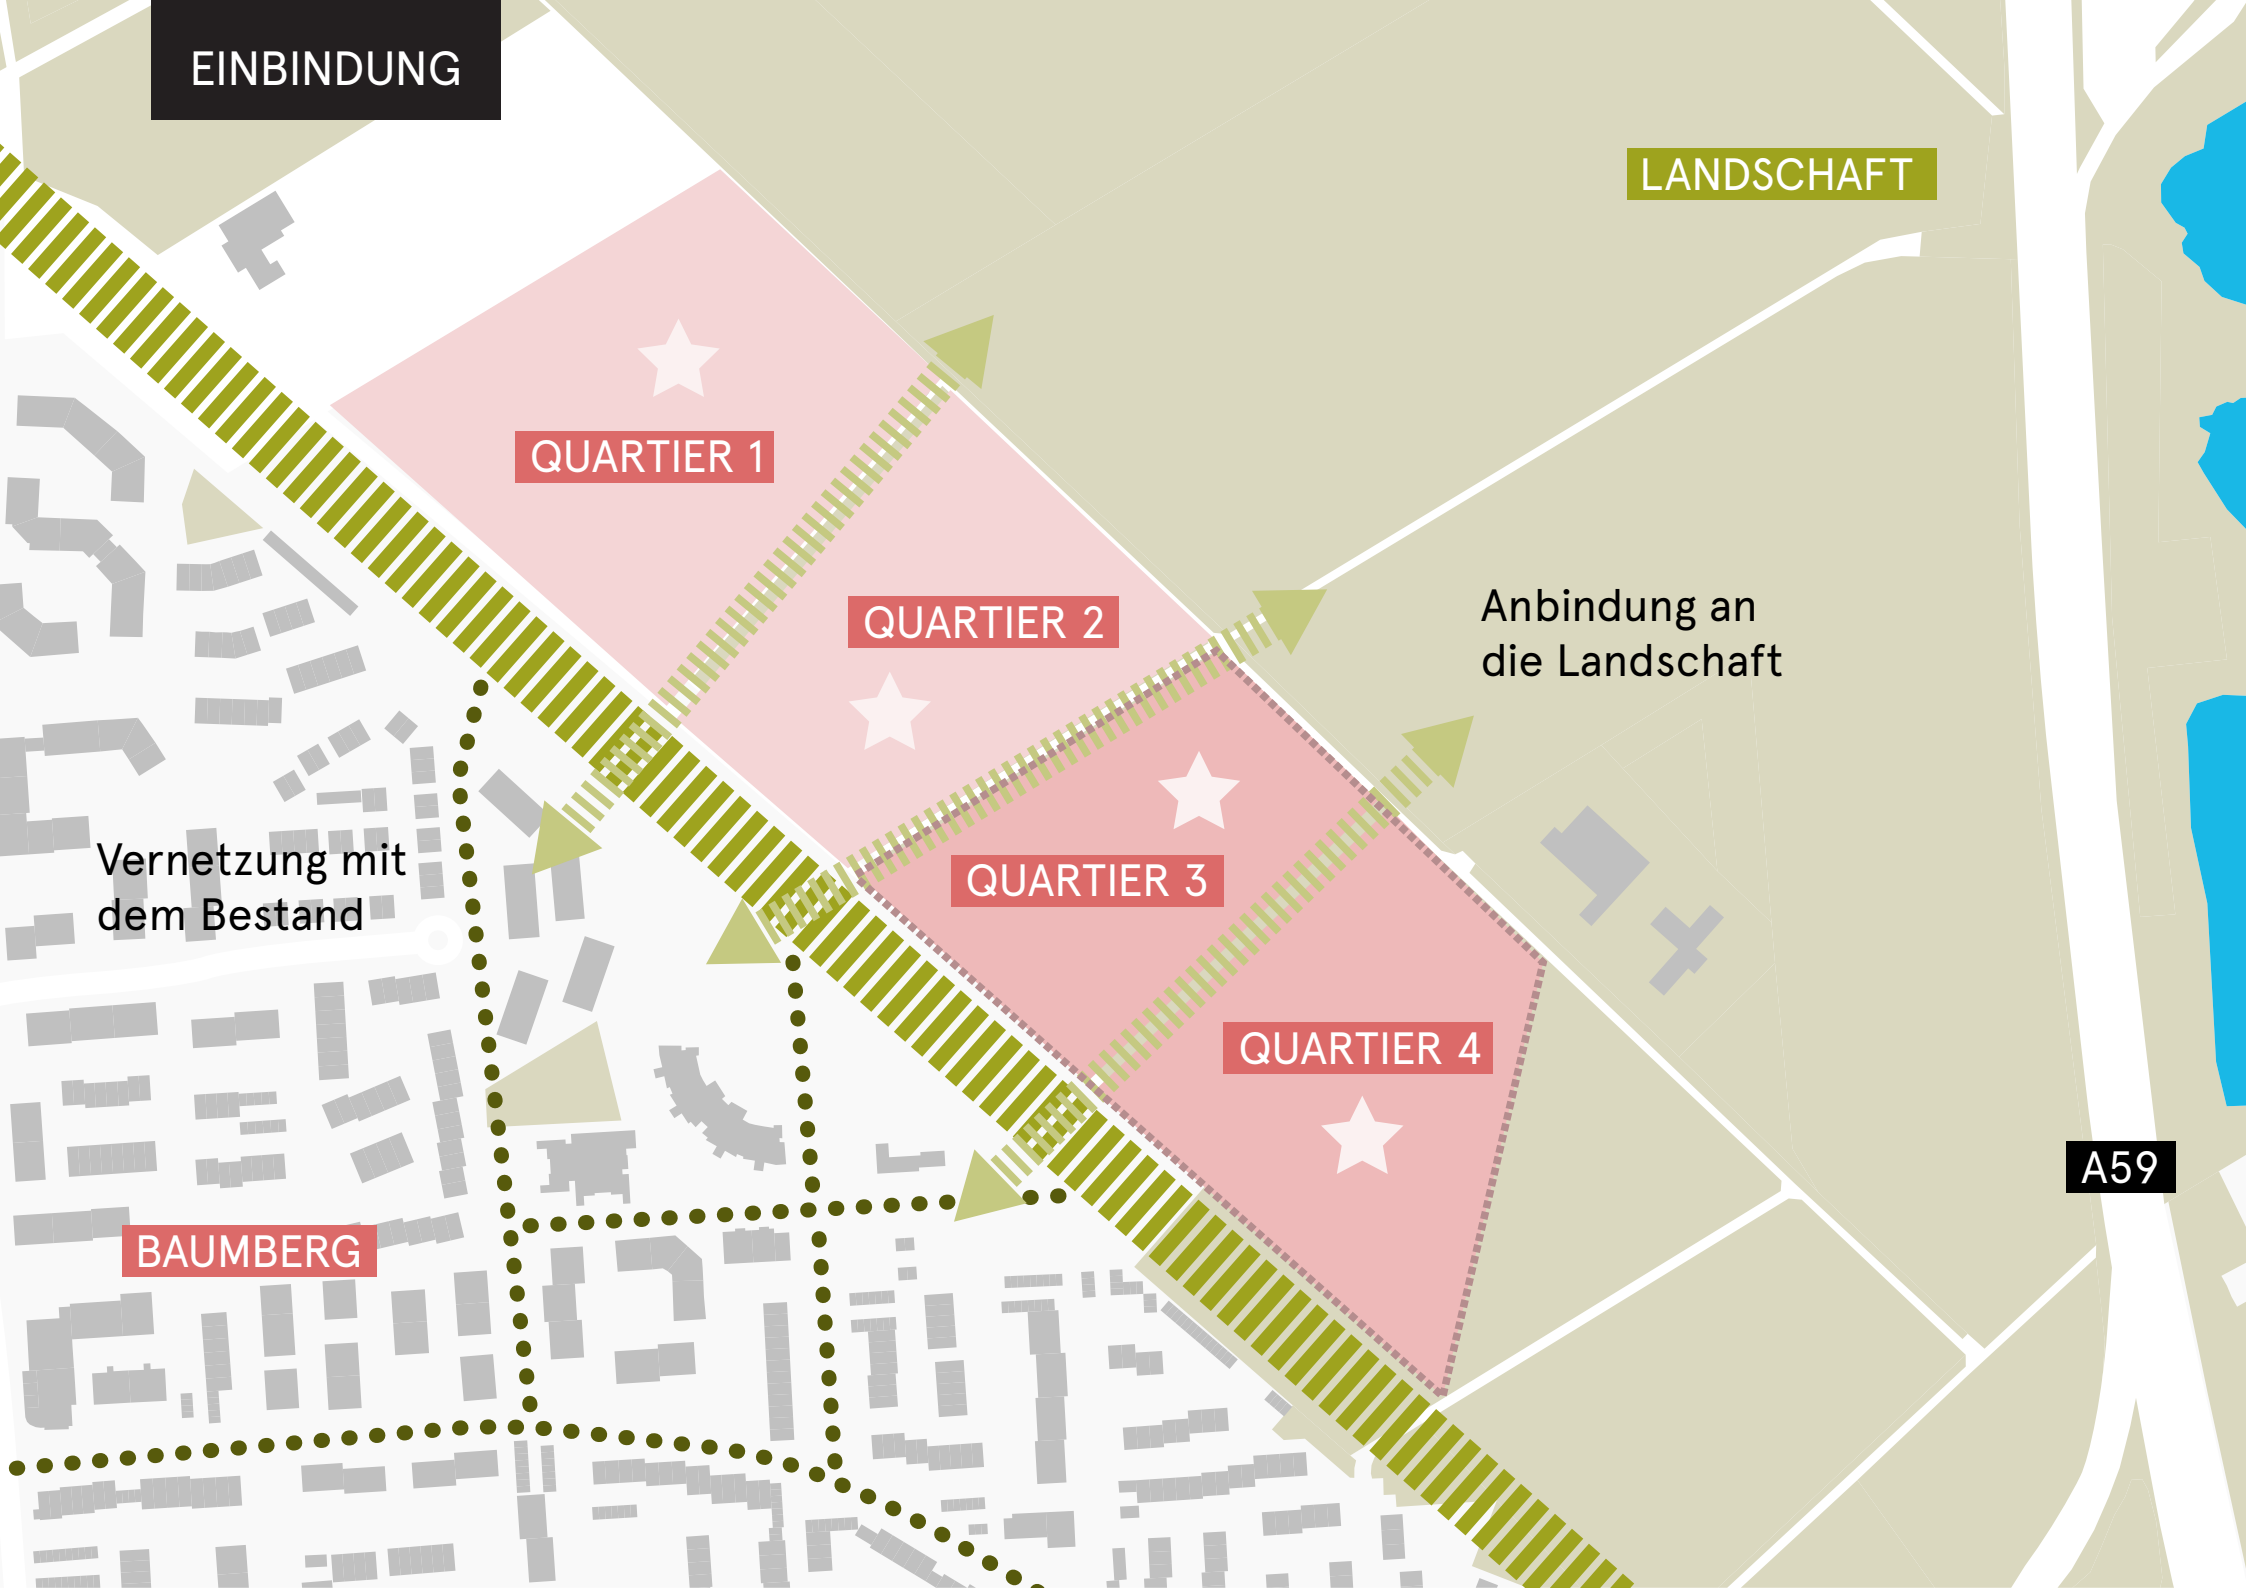 EINBINDUNG
LANDSCHAFT
QUARTIER 1
QUARTIER 2
Anbindung an
die Landschaft
Vernetzung mit
dem Bestand
QUARTIER 3
QUARTIER 4
A59
BAUMBERG